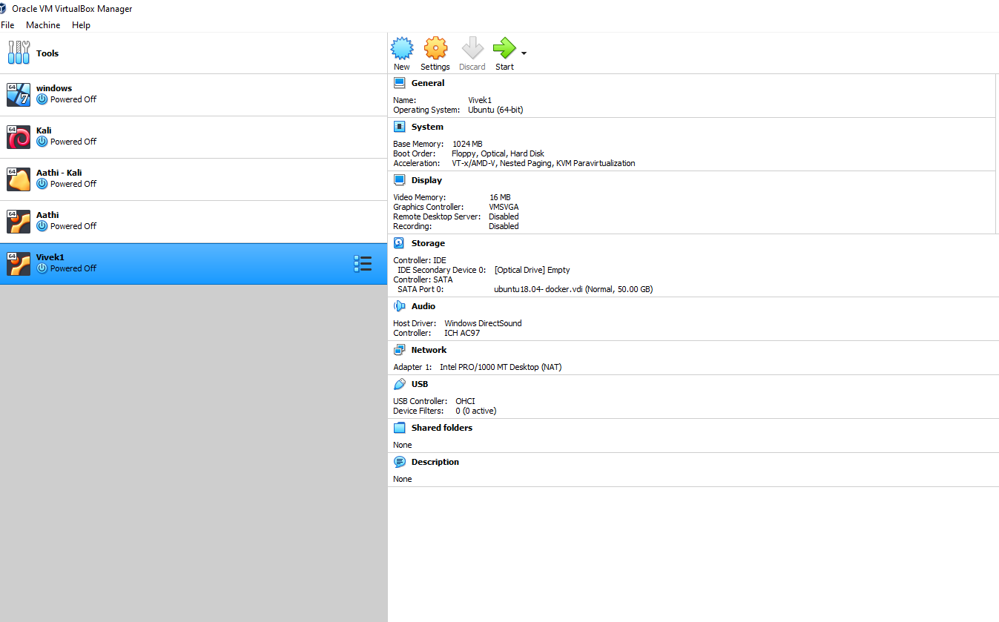 Oracle VM VirtualBox Manager
File Machine Help
Tools
64 windows
7 Powered Off
64 Kali
Powered Off
64 Aathi - Kali
Powered Off
64 Aathi
Powered Off
64 Vivek1
Powered Off
New Settings Discard Start
General
Name: Vivek1
Operating System: Ubuntu (64-bit)
System
Base Memory: 1024 MB
Boot Order: Floppy, Optical, Hard Disk
Acceleration: VT-x/AMD-V, Nested Paging, KVM Paravirtualization
Display
Video Memory: 16 MB
Graphics Controller: VMSVGA
Remote Desktop Server: Disabled
Recording: Disabled
Storage
Controller: IDE
IDE Secondary Device 0: [Optical Drive] Empty
Controller: SATA
SATA Port 0: ubuntu18.04- docker.vdi (Normal, 50.00 GB)
Audio
Host Driver: Windows DirectSound
Controller: ICH AC97
Network
Adapter 1: Intel PRO/1000 MT Desktop (NAT)
USB
USB Controller: OHCI
Device Filters: 0 (0 active)
Shared folders
None
Description
None